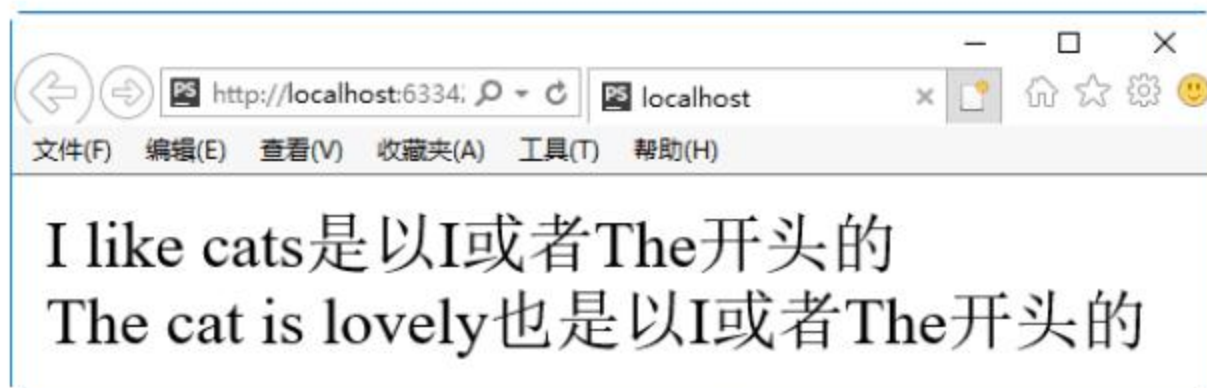 http://localhost:6334
localhost
文件(F) 编辑(E) 查看(V) 收藏夹(A) 工具(T) 帮助(H)
I like cats是以I或者The开头的
The cat is lovely也是以I或者The开头的